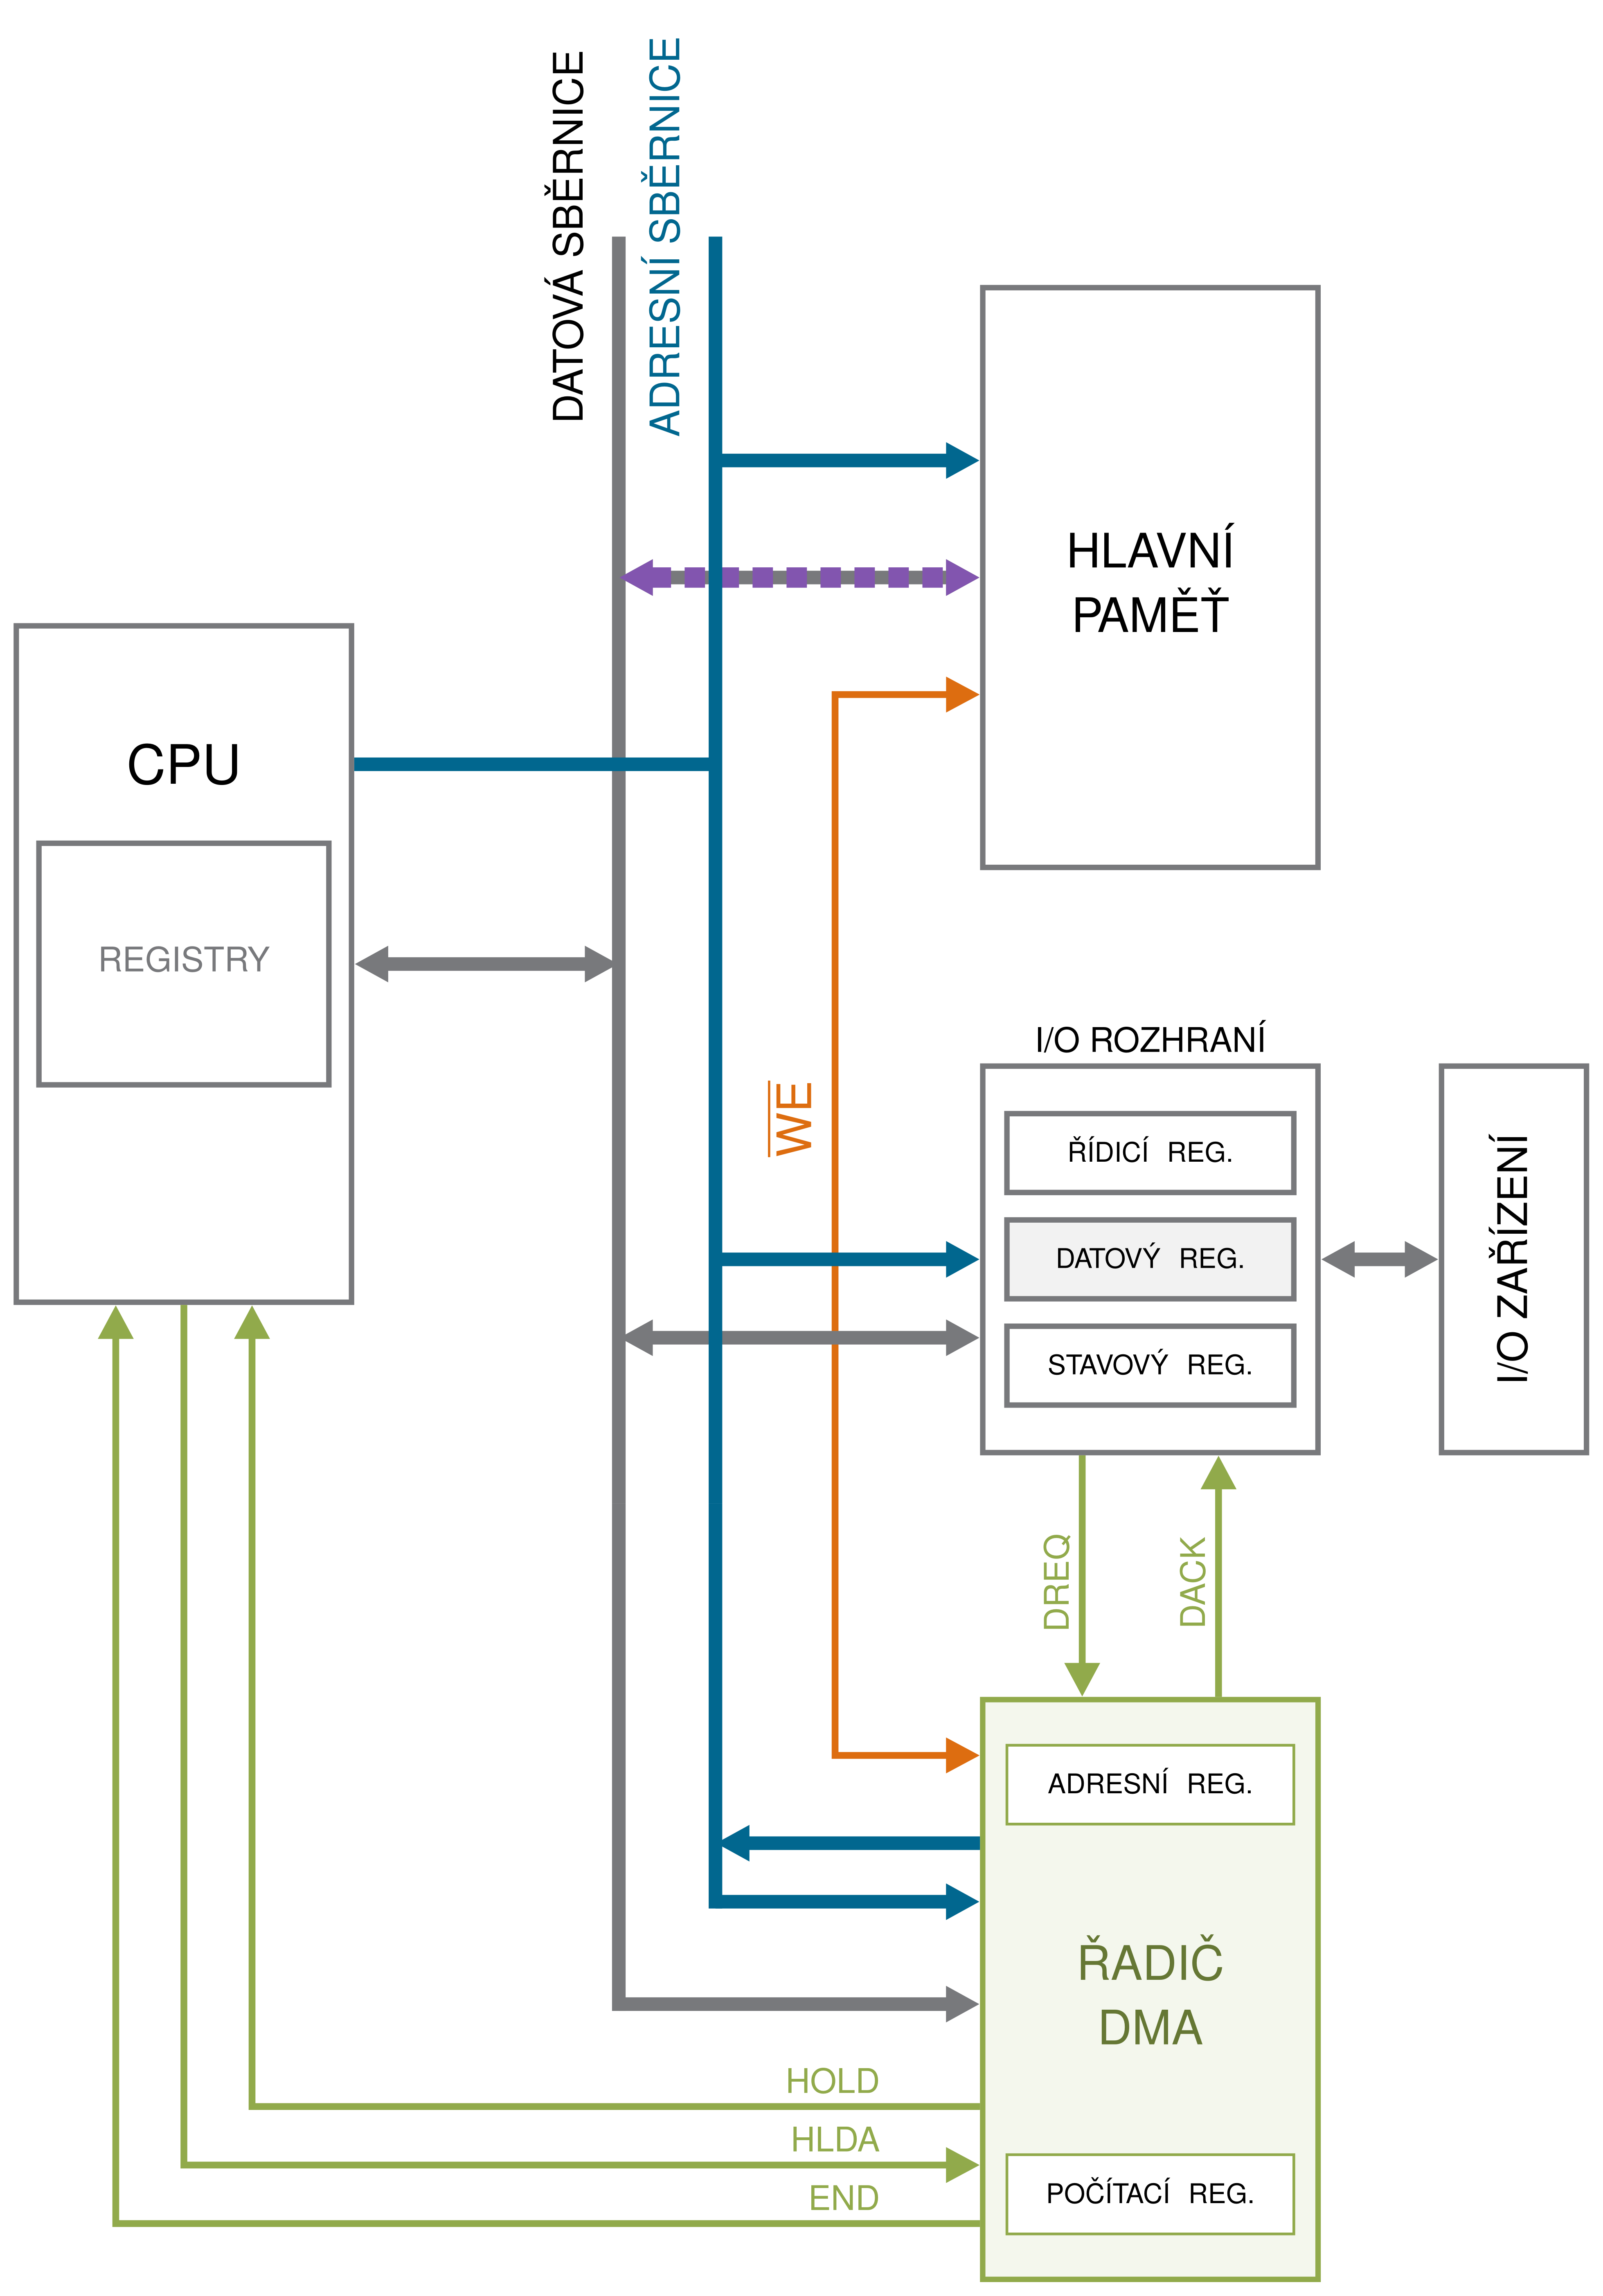 DATOVÁ SBĚRNICE
ADRESNÍ SBĚRNICE
HLAVNÍ
PAMĚŤ
CPU
REGISTRY
I/O ROZHRANÍ
WE
ŘÍDICÍ REG.
DATOVÝ REG.
STAVOVÝ REG.
I/O ZAŘÍZENÍ
DREQ
DACK
ADRESNÍ REG.
ŘADIČ
DMA
HOLD
HLDA
END
POČÍTACÍ REG.